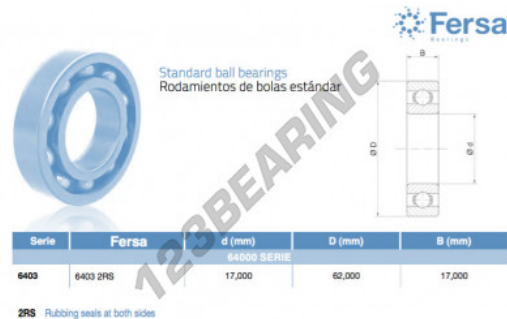 Fersa
Bearings
Standard ball bearings
Rodamientos de bolas estándar
B
Ø D
Ø d
123BEARING
Serie Fersa d (mm) D (mm) B (mm)
64000 SERIE
6403 6403 2RS 17,000 62,000 17,000
2RS Rubbing seals at both sides